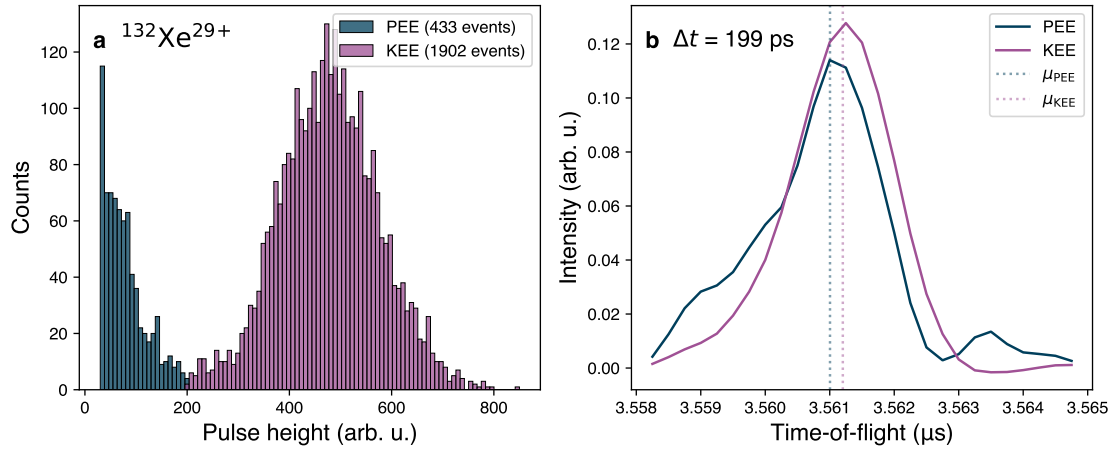 a ¹³²Xe²⁹⁺
PEE (433 events)
KEE (1902 events)
Counts
120
100
80
60
40
20
0
0 200 400 600 800
Pulse height (arb. u.)
b Δt = 199 ps
PEE
KEE
μPEE
μKEE
Intensity (arb. u.)
0.12
0.10
0.08
0.06
0.04
0.02
0.00
3.558 3.559 3.560 3.561 3.562 3.563 3.564 3.565
Time-of-flight (μs)